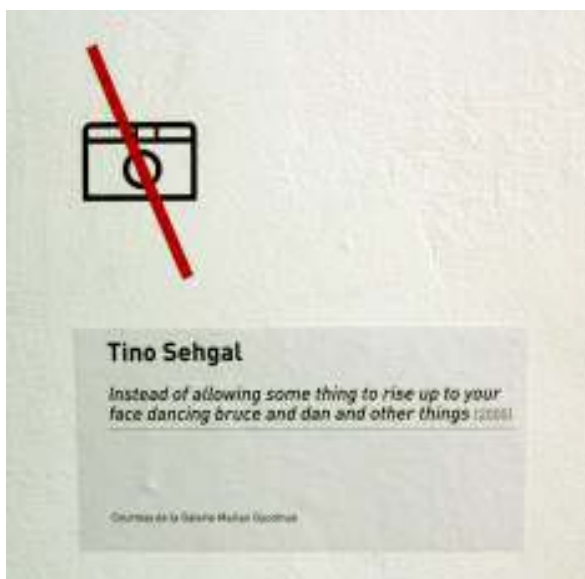 Tino Sehgal
Instead of allowing some thing to rise up to your
face dancing bruce and dan and other things (2000)
Courtesy de la Galerie Marian Goodman